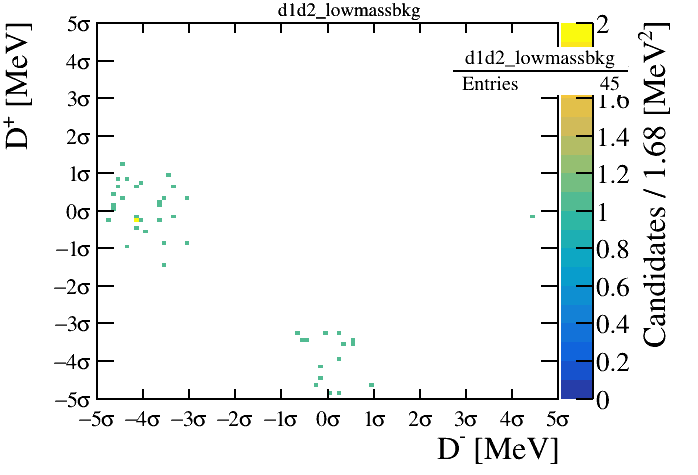 d1d2_lowmassbkg
D⁺ [MeV]
5σ
4σ
3σ
2σ
1σ
0σ
−1σ
−2σ
−3σ
−4σ
−5σ
−5σ −4σ −3σ −2σ −1σ 0σ 1σ 2σ 3σ 4σ 5σ
D⁻ [MeV]
d1d2_lowmassbkg
Entries 45
2
1.6
1.4
1.2
1
0.8
0.6
0.4
0.2
0
Candidates / 1.68 [MeV²]